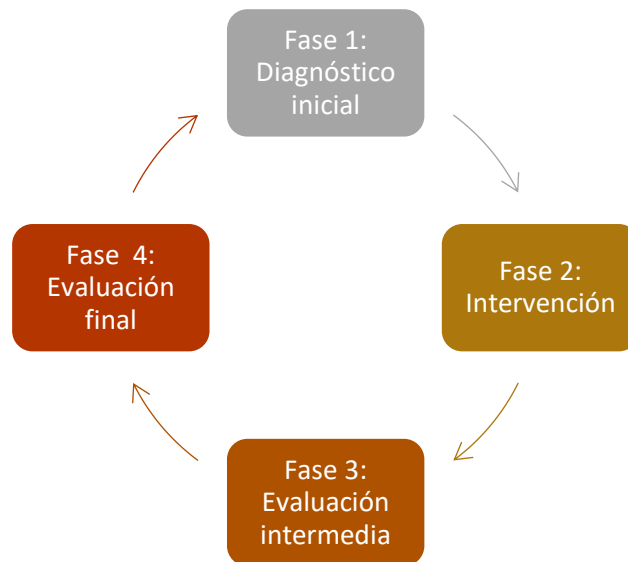 Fase 1:
Diagnóstico
inicial
Fase 2:
Intervención
Fase 3:
Evaluación
intermedia
Fase 4:
Evaluación
final